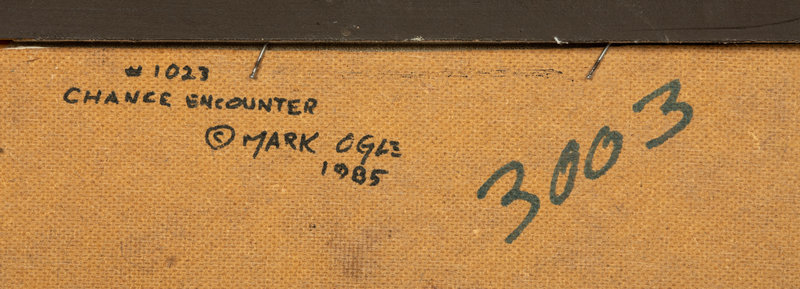 # 1023
CHANCE ENCOUNTER
© MARK OGLE
1985
3003